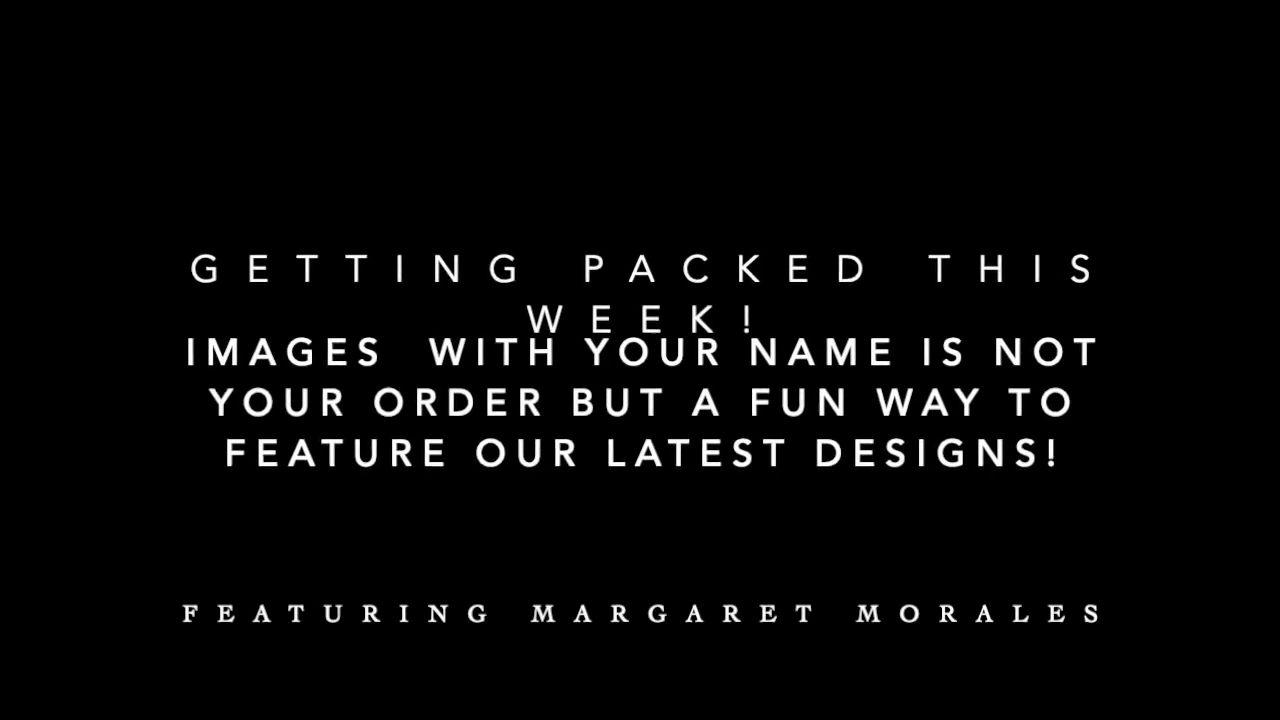 GETTING PACKED THIS
WEEK!
IMAGES WITH YOUR NAME IS NOT
YOUR ORDER BUT A FUN WAY TO
FEATURE OUR LATEST DESIGNS!
FEATURING MARGARET MORALES